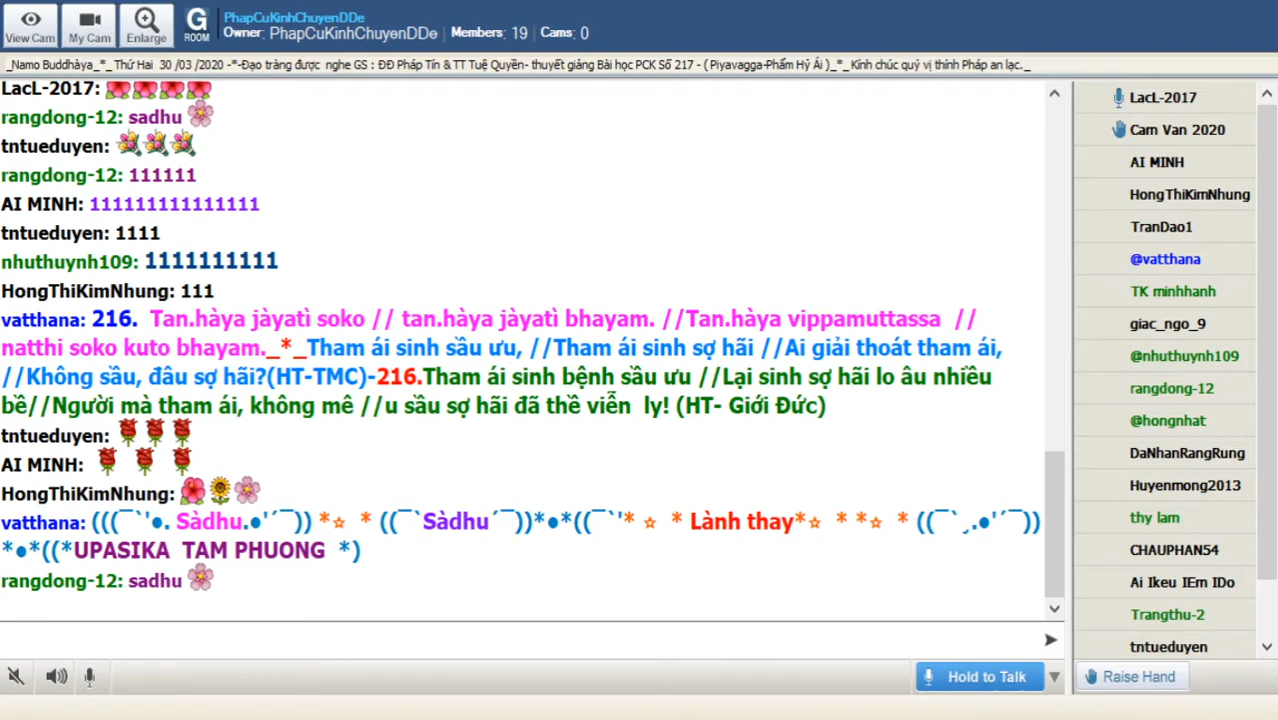 View Cam
My Cam
Enlarge
G
ROOM
PhapCuKinhChuyenDDe
Owner: PhapCuKinhChuyenDDe
Members: 19
Cams: 0
_Namo Buddhàya_*_ Thứ Hai 30 /03 /2020 -*-Đạo tràng được nghe GS : ĐĐ Pháp Tín & TT Tuệ Quyền- thuyết giảng Bài học PCK Số 217 - ( Piyavagga-Phẩm Hỷ Ái )_*_ Kính chúc quý vị thính Pháp an lạc._
LacL-2017:
rangdong-12: sadhu
tntueduyen:
rangdong-12: 111111
AI MINH: 111111111111111
tntueduyen: 1111
nhuthuynh109: 1111111111
HongThiKimNhung: 111
vatthana: 216. Tan.hàya jàyatì soko // tan.hàya jàyatì bhayam. //Tan.hàya vippamuttassa //
natthi soko kuto bhayam._*_Tham ái sinh sầu ưu, //Tham ái sinh sợ hãi //Ai giải thoát tham ái,
//Không sầu, đâu sợ hãi?(HT-TMC)-216.Tham ái sinh bệnh sầu ưu //Lại sinh sợ hãi lo âu nhiều
bề//Người mà tham ái, không mê //u sầu sợ hãi đã thề viễn ly! (HT- Giới Đức)
tntueduyen:
AI MINH:
HongThiKimNhung:
vatthana: (((¯`'•. Sàdhu.•'´¯)) *☆ * ((¯`Sàdhu´¯))*•*((¯`'* ☆ * Lành thay*☆ * *☆ * ((¯`¸.•'´¯))
*•*((*UPASIKA TAM PHUONG *)
rangdong-12: sadhu
LacL-2017
Cam Van 2020
AI MINH
HongThiKimNhung
TranDao1
@vatthana
TK minhhanh
giac_ngo_9
@nhuthuynh109
rangdong-12
@hongnhat
DaNhanRangRung
Huyenmong2013
thy lam
CHAUPHAN54
Ai Ikeu IEm IDo
Trangthu-2
tntueduyen
Hold to Talk
Raise Hand